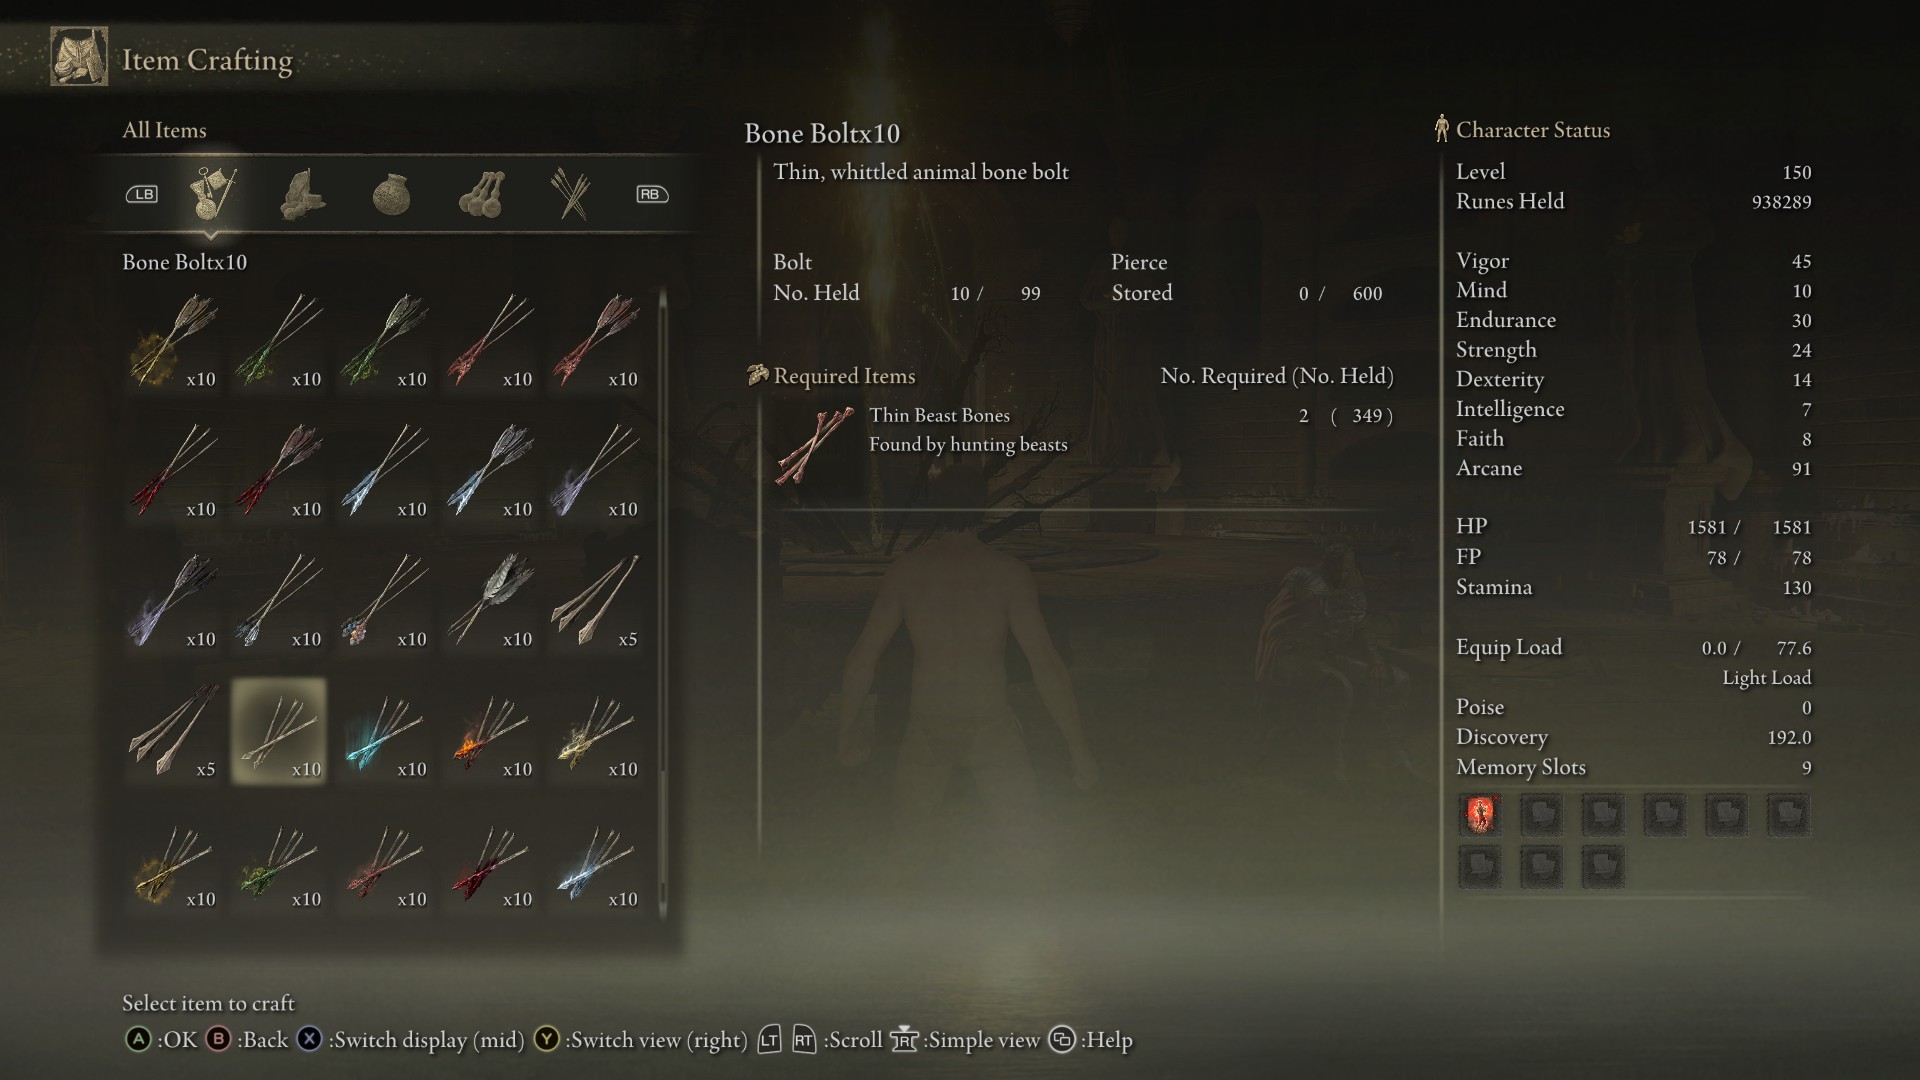 Item Crafting
All Items
LB
RB
Bone Boltx10
x10 x10 x10 x10 x10
x10 x10 x10 x10 x10
x10 x10 x10 x10 x5
x5 x10 x10 x10 x10
x10 x10 x10 x10 x10
Bone Boltx10
Thin, whittled animal bone bolt
Bolt Pierce
No. Held 10 / 99 Stored 0 / 600
Required Items No. Required (No. Held)
Thin Beast Bones 2 ( 349 )
Found by hunting beasts
Character Status
Level 150
Runes Held 938289
Vigor 45
Mind 10
Endurance 30
Strength 24
Dexterity 14
Intelligence 7
Faith 8
Arcane 91
HP 1581 / 1581
FP 78 / 78
Stamina 130
Equip Load 0.0 / 77.6
Light Load
Poise 0
Discovery 192.0
Memory Slots 9
Select item to craft
A :OK B :Back X :Switch display (mid) Y :Switch view (right) LT RT :Scroll R :Simple view :Help